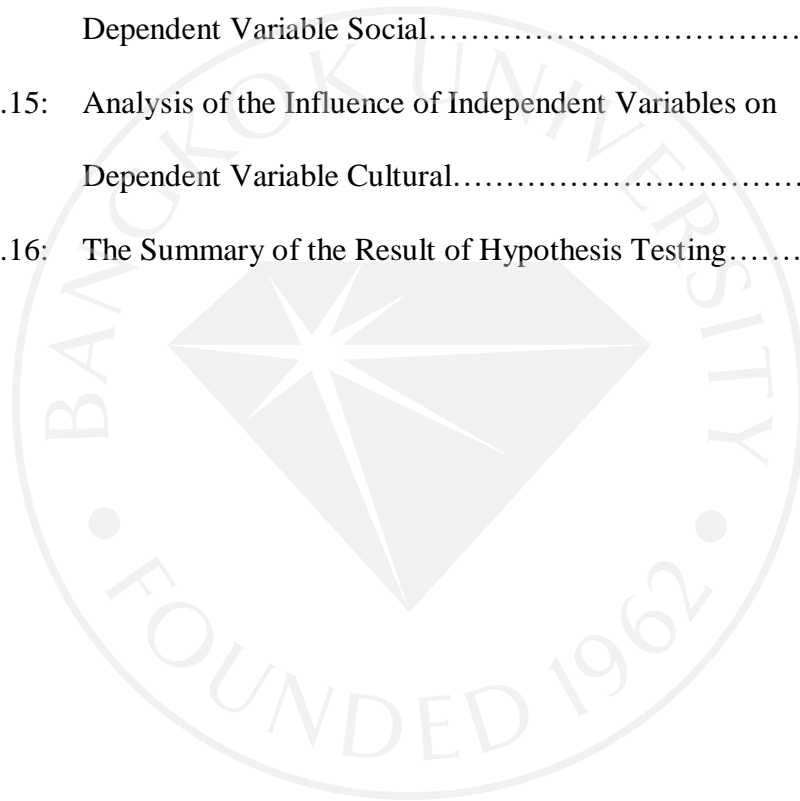 Dependent Variable Social……………………………
.15: Analysis of the Influence of Independent Variables on
Dependent Variable Cultural……………………………
.16: The Summary of the Result of Hypothesis Testing…….
BANGKOK UNIVERSITY
FOUNDED 1962